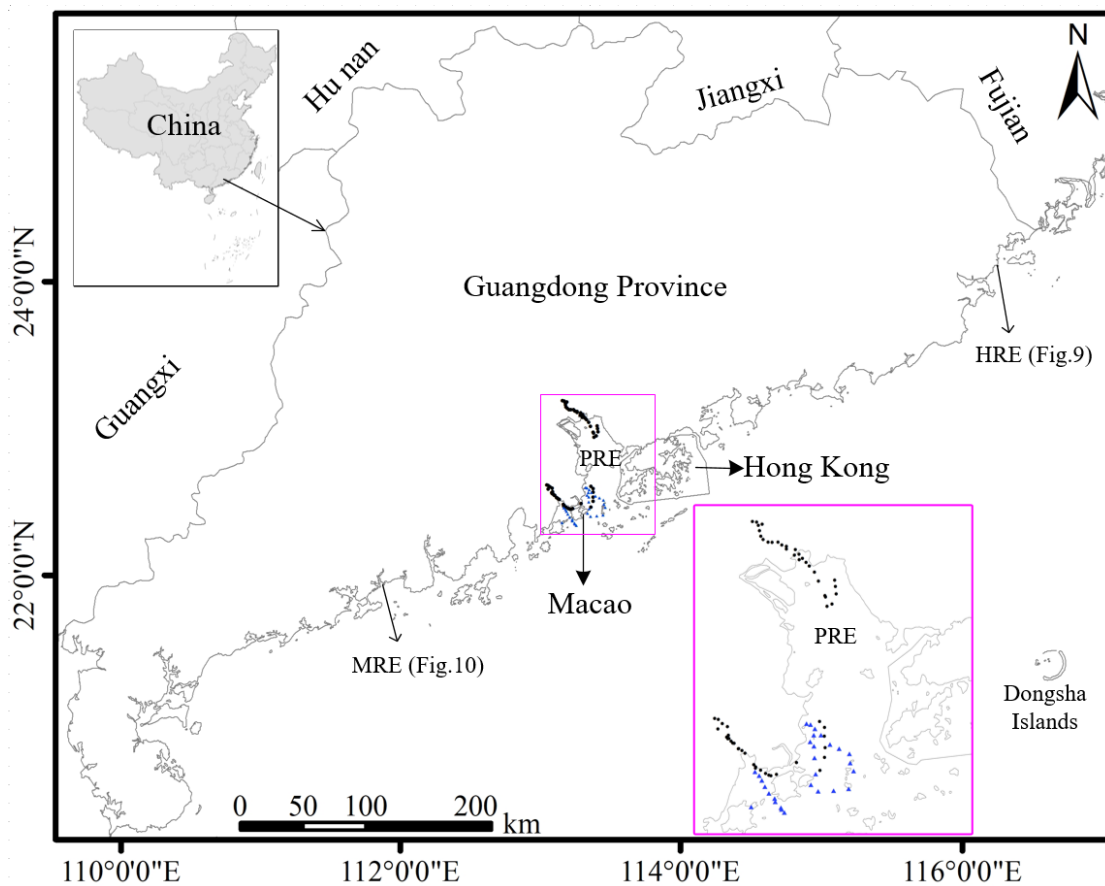 Hu nan
Jiangxi
Fujian
N
China
24°0'0"N
Guangdong Province
HRE (Fig.9)
Guangxi
PRE
Hong Kong
22°0'0"N
Macao
MRE (Fig.10)
PRE
Dongsha
Islands
0 50 100 200
km
110°0'0"E 112°0'0"E 114°0'0"E 116°0'0"E